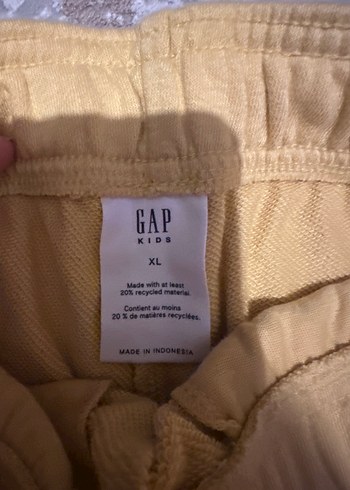 GAP
KIDS
XL
Made with at least
20% recycled material.
Contient au moins
20 % de matières recyclées.
MADE IN INDONESIA